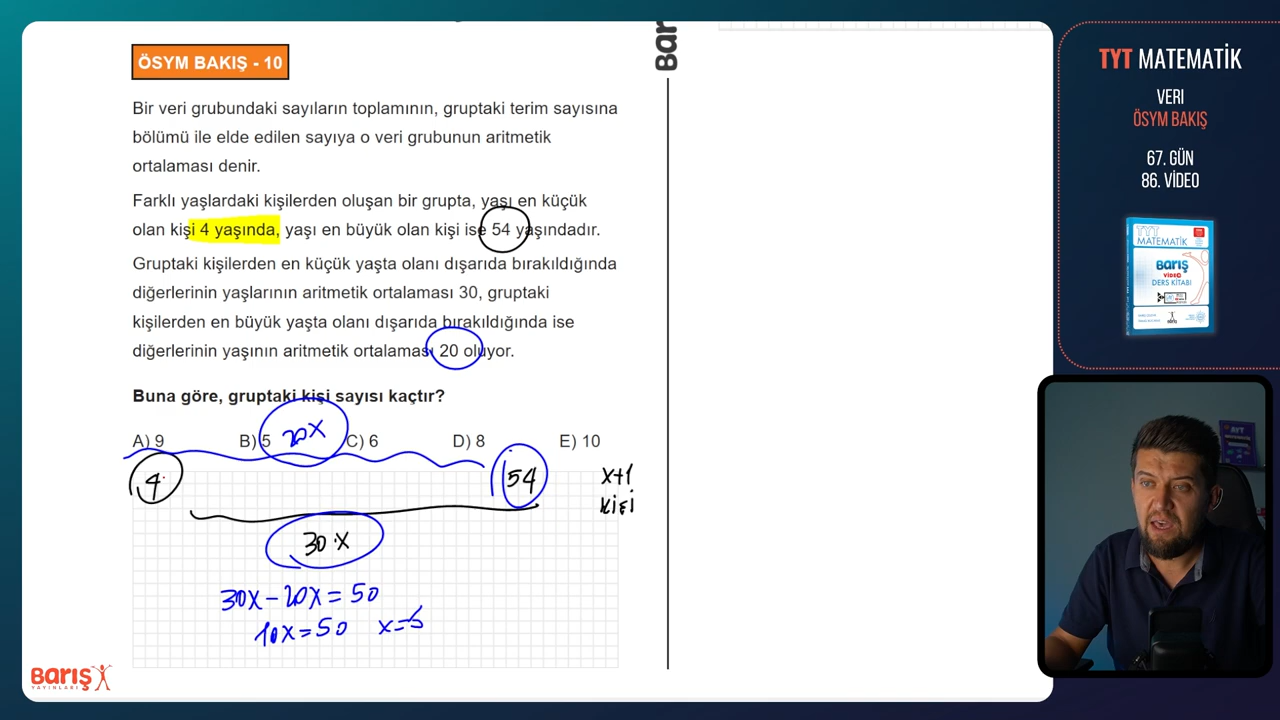 ÖSYM BAKIŞ - 10
Bir veri grubundaki sayıların toplamının, gruptaki terim sayısına
bölümü ile elde edilen sayıya o veri grubunun aritmetik
ortalaması denir.
Farklı yaşlardaki kişilerden oluşan bir grupta, yaşı en küçük
olan kişi 4 yaşında, yaşı en büyük olan kişi ise 54 yaşındadır.
Gruptaki kişilerden en küçük yaşta olanı dışarıda bırakıldığında
diğerlerinin yaşlarının aritmetik ortalaması 30, gruptaki
kişilerden en büyük yaşta olanı dışarıda bırakıldığında ise
diğerlerinin yaşının aritmetik ortalaması 20 oluyor.
Buna göre, gruptaki kişi sayısı kaçtır?
A) 9 B) 5 C) 6 D) 8 E) 10
20x
4 54 x+1
kişi
30·x
30x - 20x = 50
10x = 50 x=5
Barış
YAYINLARI
Bar
TYT MATEMATİK
VERİ
ÖSYM BAKIŞ
67. GÜN
86. VİDEO
TYT
MATEMATİK
Barış
VİDEO
DERS KİTABI